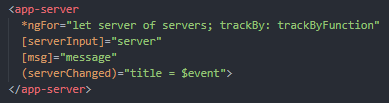 <app-server
*ngFor="let server of servers; trackBy: trackByFunction"
[serverInput]="server"
[msg]="message"
(serverChanged)="title = $event">
</app-server>